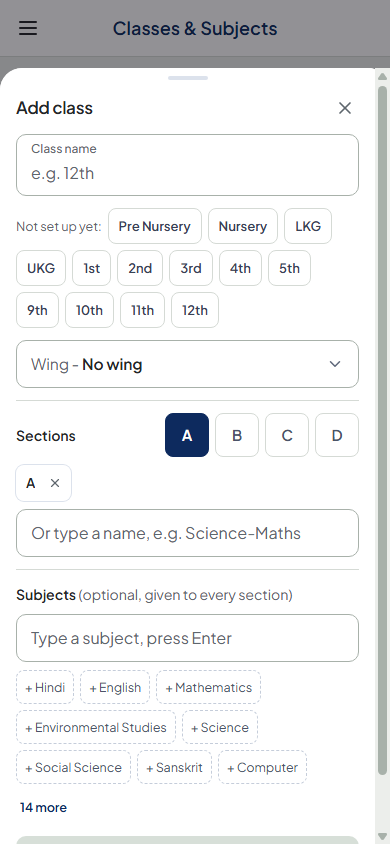 Classes & Subjects
Add class
Class name
e.g. 12th
Not set up yet: Pre Nursery Nursery LKG
UKG 1st 2nd 3rd 4th 5th
9th 10th 11th 12th
Wing - No wing
Sections A B C D
A ×
Or type a name, e.g. Science-Maths
Subjects (optional, given to every section)
Type a subject, press Enter
+ Hindi + English + Mathematics
+ Environmental Studies + Science
+ Social Science + Sanskrit + Computer
14 more